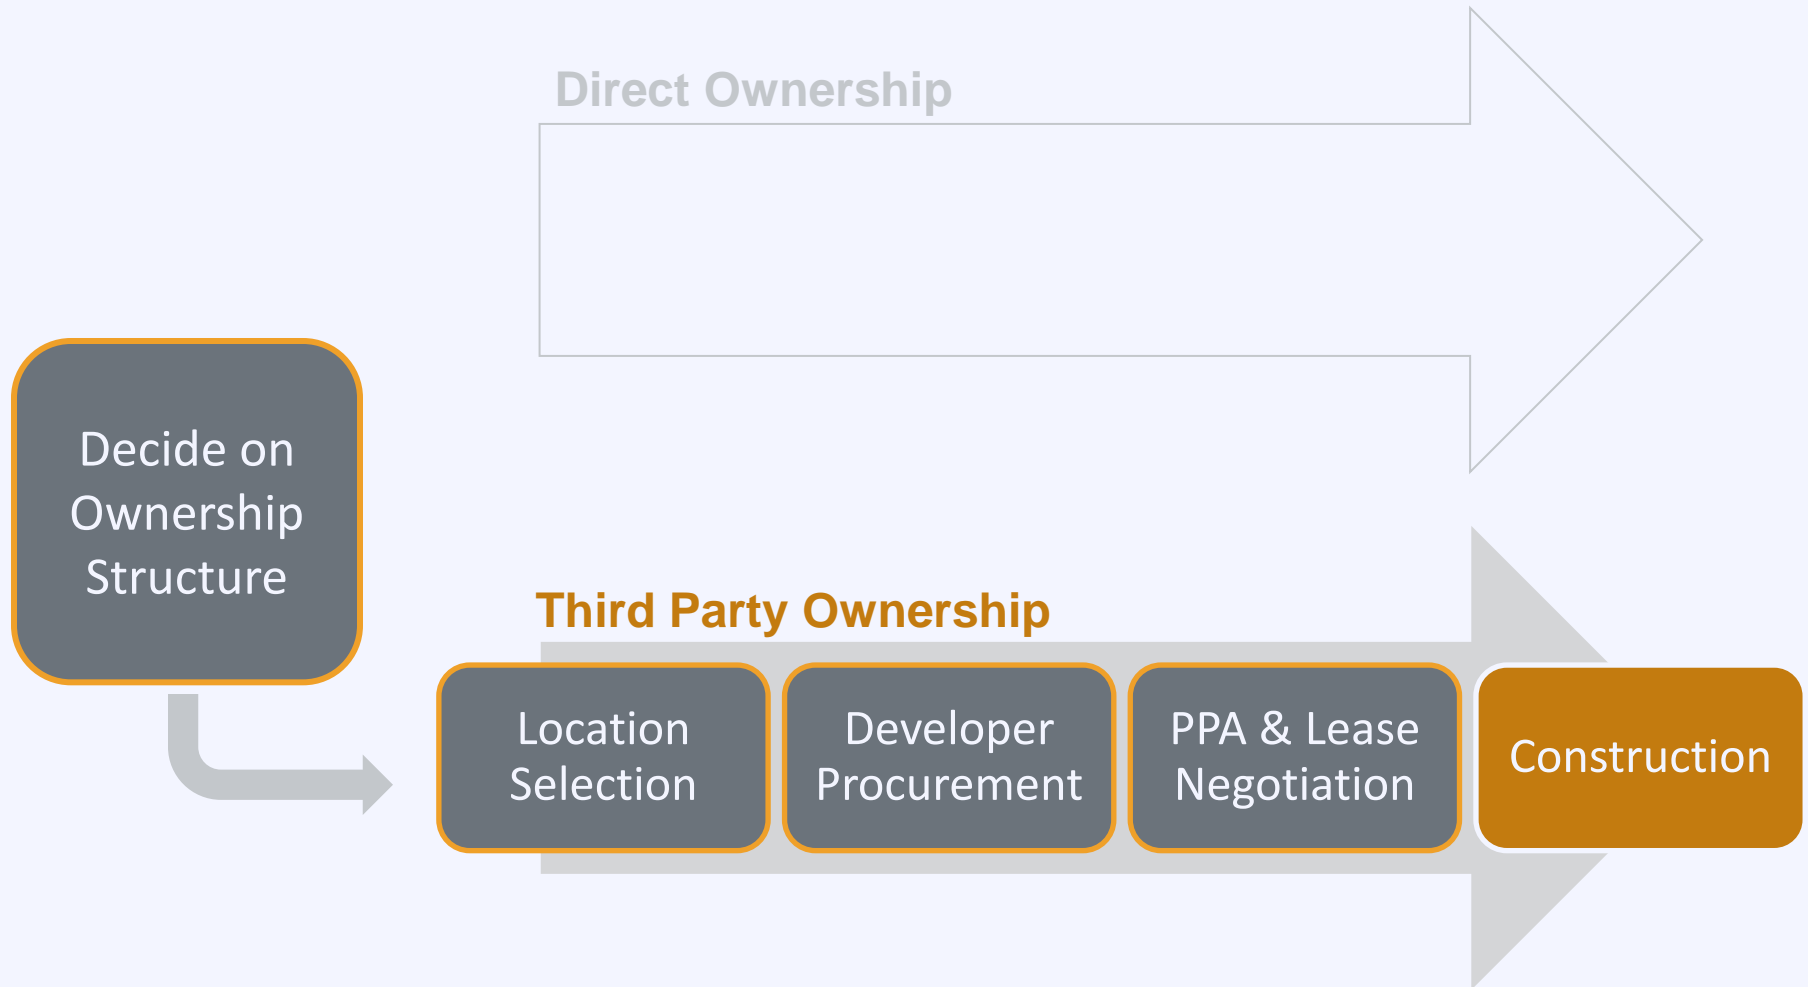 Direct Ownership
Decide on
Ownership
Structure
Third Party Ownership
Location
Selection
Developer
Procurement
PPA & Lease
Negotiation
Construction